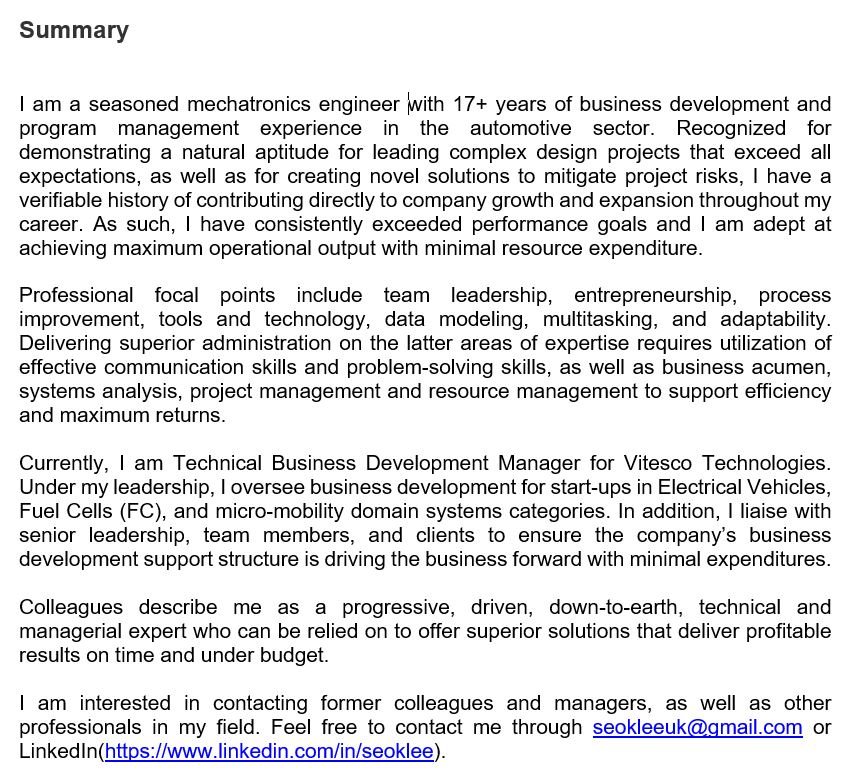 Summary
I am a seasoned mechatronics engineer with 17+ years of business development and
program management experience in the automotive sector. Recognized for
demonstrating a natural aptitude for leading complex design projects that exceed all
expectations, as well as for creating novel solutions to mitigate project risks, I have a
verifiable history of contributing directly to company growth and expansion throughout my
career. As such, I have consistently exceeded performance goals and I am adept at
achieving maximum operational output with minimal resource expenditure.
Professional focal points include team leadership, entrepreneurship, process
improvement, tools and technology, data modeling, multitasking, and adaptability.
Delivering superior administration on the latter areas of expertise requires utilization of
effective communication skills and problem-solving skills, as well as business acumen,
systems analysis, project management and resource management to support efficiency
and maximum returns.
Currently, I am Technical Business Development Manager for Vitesco Technologies.
Under my leadership, I oversee business development for start-ups in Electrical Vehicles,
Fuel Cells (FC), and micro-mobility domain systems categories. In addition, I liaise with
senior leadership, team members, and clients to ensure the company’s business
development support structure is driving the business forward with minimal expenditures.
Colleagues describe me as a progressive, driven, down-to-earth, technical and
managerial expert who can be relied on to offer superior solutions that deliver profitable
results on time and under budget.
I am interested in contacting former colleagues and managers, as well as other
professionals in my field. Feel free to contact me through seokleeuk@gmail.com or
LinkedIn(https://www.linkedin.com/in/seoklee).